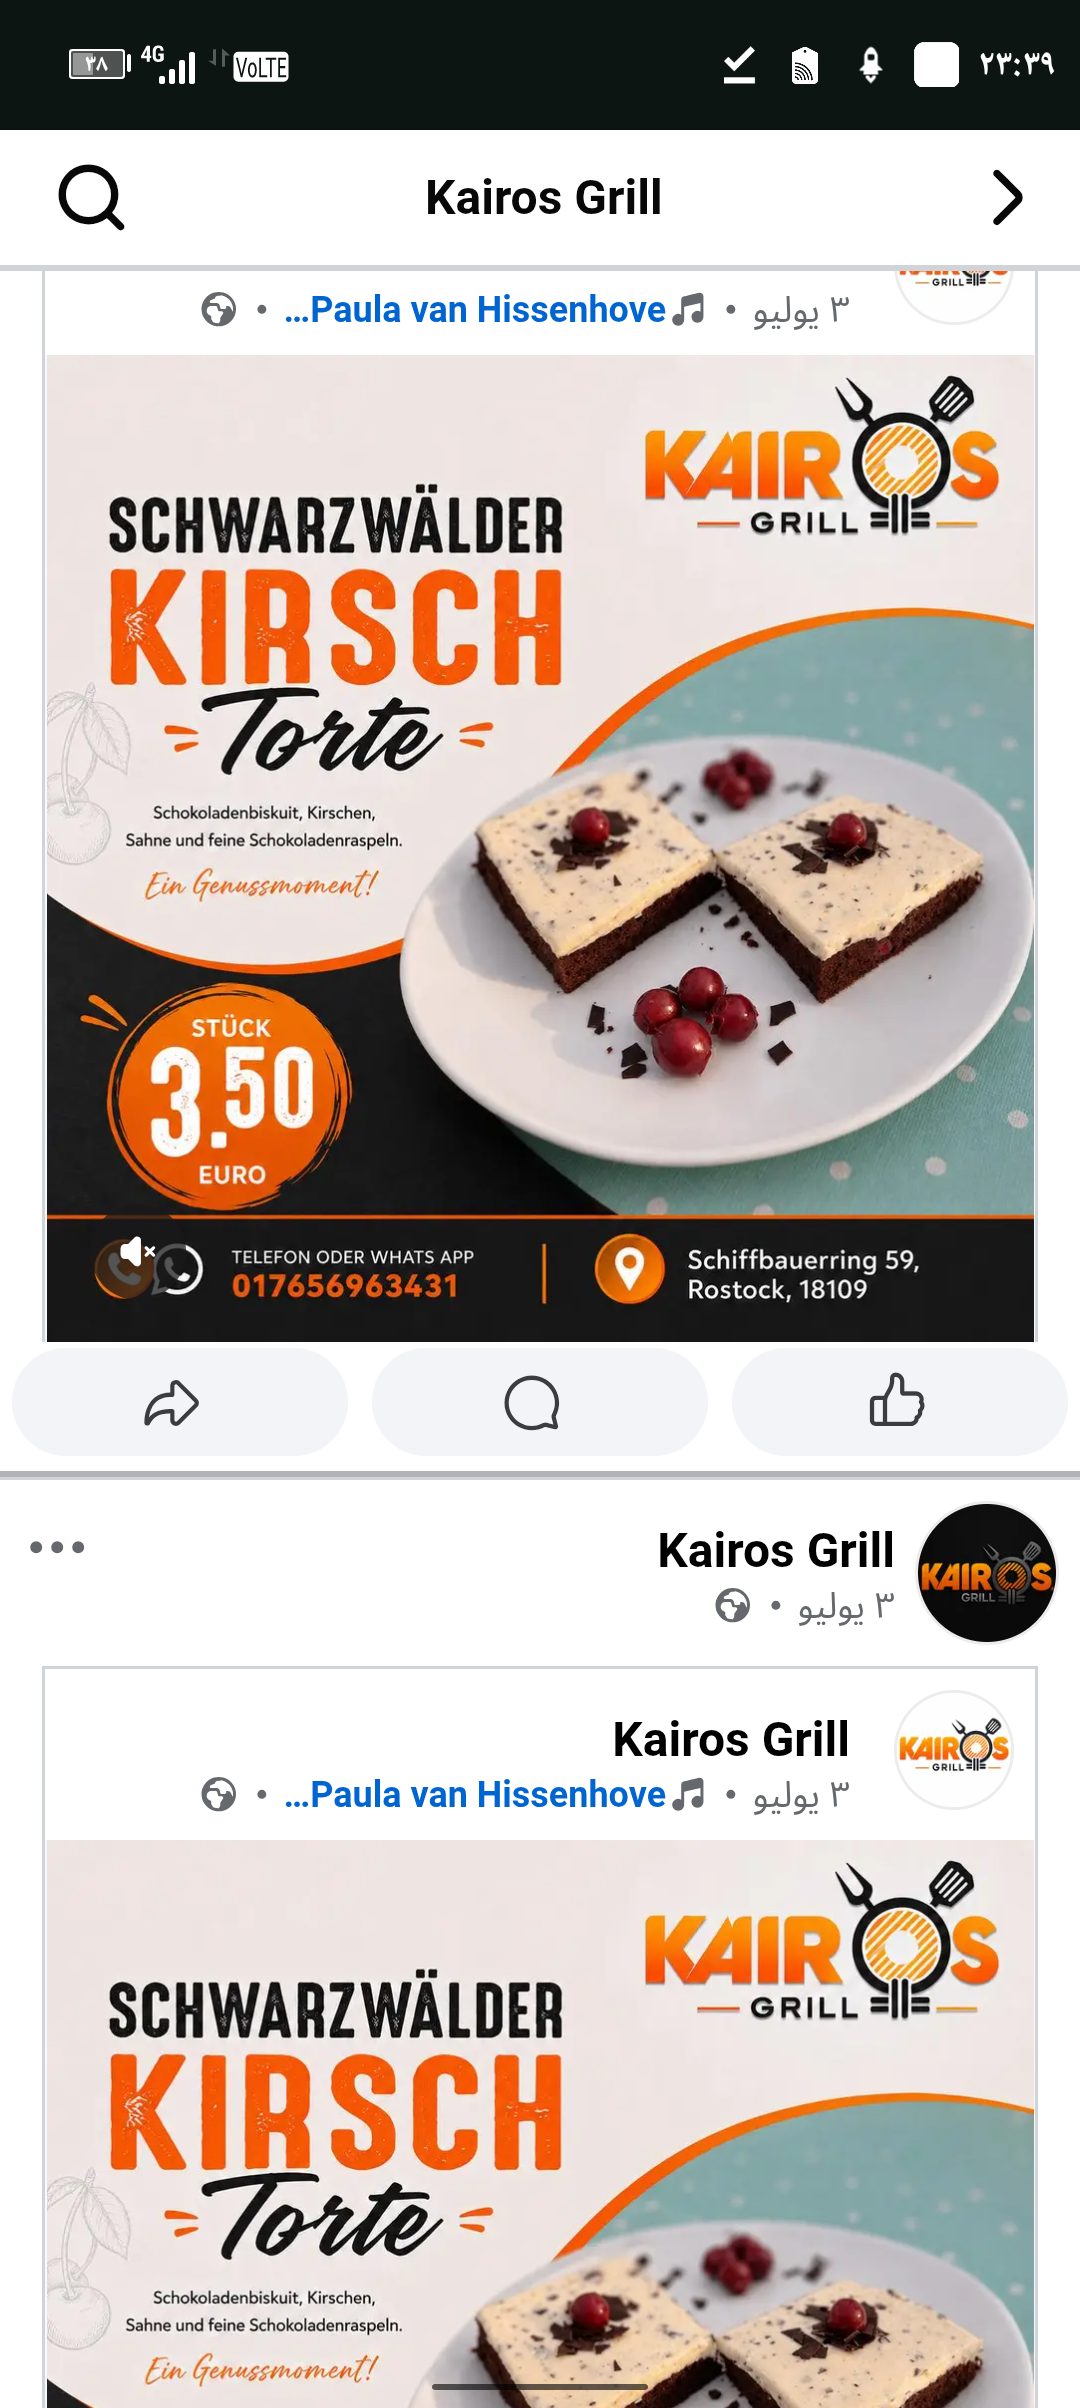 ٣٨ 4G VoLTE ٢٣:٣٩
Kairos Grill
GRILL
٣ يوليو • Paula van Hissenhove... •
KAIROS
GRILL
SCHWARZWÄLDER
KIRSCH
Torte
Schokoladenbiskuit, Kirschen,
Sahne und feine Schokoladenraspeln.
Ein Genussmoment!
STÜCK
3.50
EURO
TELEFON ODER WHATS APP
017656963431
Schiffbauerring 59,
Rostock, 18109
Kairos Grill
٣ يوليو •
KAIROS
GRILL
Kairos Grill
٣ يوليو • Paula van Hissenhove... •
KAIROS
GRILL
KAIROS
GRILL
SCHWARZWÄLDER
KIRSCH
Torte
Schokoladenbiskuit, Kirschen,
Sahne und feine Schokoladenraspeln.
Ein Genussmoment!